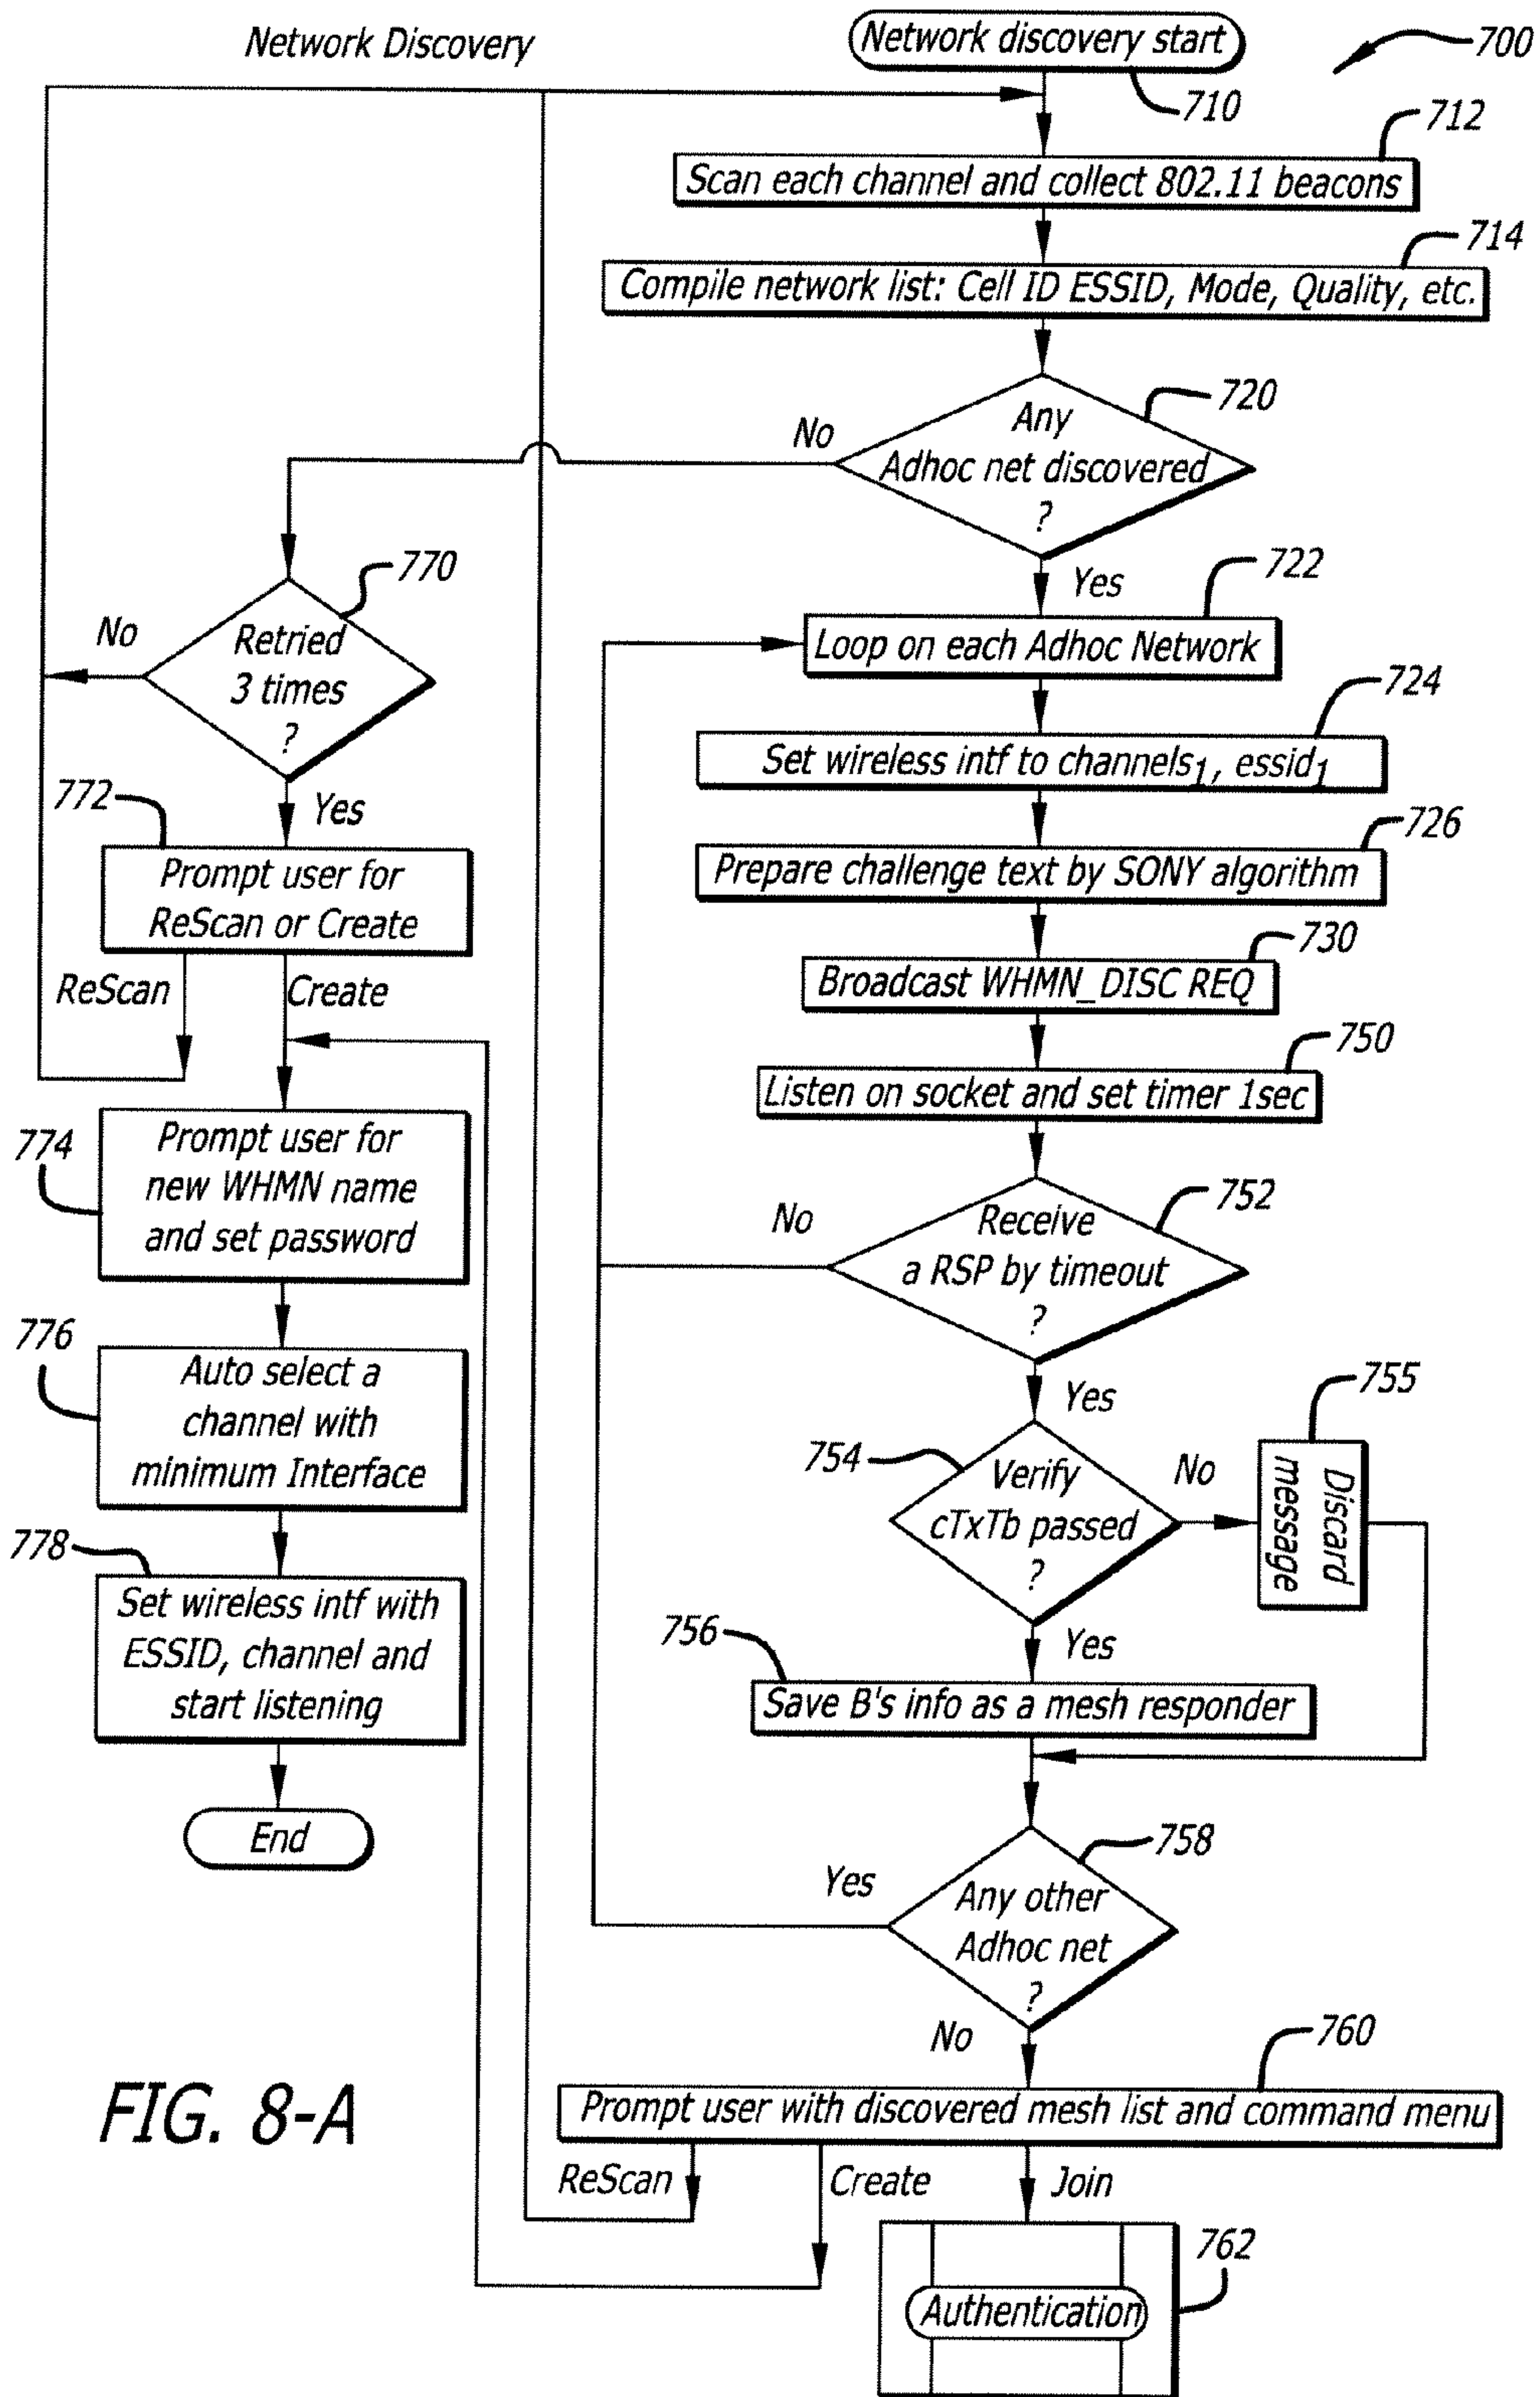 Network Discovery
Network discovery start
700
710
712
Scan each channel and collect 802.11 beacons
714
Compile network list: Cell ID ESSID, Mode, Quality, etc.
720
Any
Adhoc net discovered
?
No
Yes
770
Retried
3 times
?
No
Yes
722
Loop on each Adhoc Network
724
Set wireless intf to channels1, essid1
726
Prepare challenge text by SONY algorithm
730
Broadcast WHMN_DISC REQ
750
Listen on socket and set timer 1sec
752
Receive
a RSP by timeout
?
No
Yes
772
Prompt user for
ReScan or Create
ReScan
Create
774
Prompt user for
new WHMN name
and set password
776
Auto select a
channel with
minimum Interface
778
Set wireless intf with
ESSID, channel and
start listening
End
754
Verify
cTxTb passed
?
No
Yes
755
Discard
message
756
Save B's info as a mesh responder
758
Any other
Adhoc net
?
Yes
No
760
Prompt user with discovered mesh list and command menu
ReScan
Create
Join
762
Authentication
FIG. 8-A